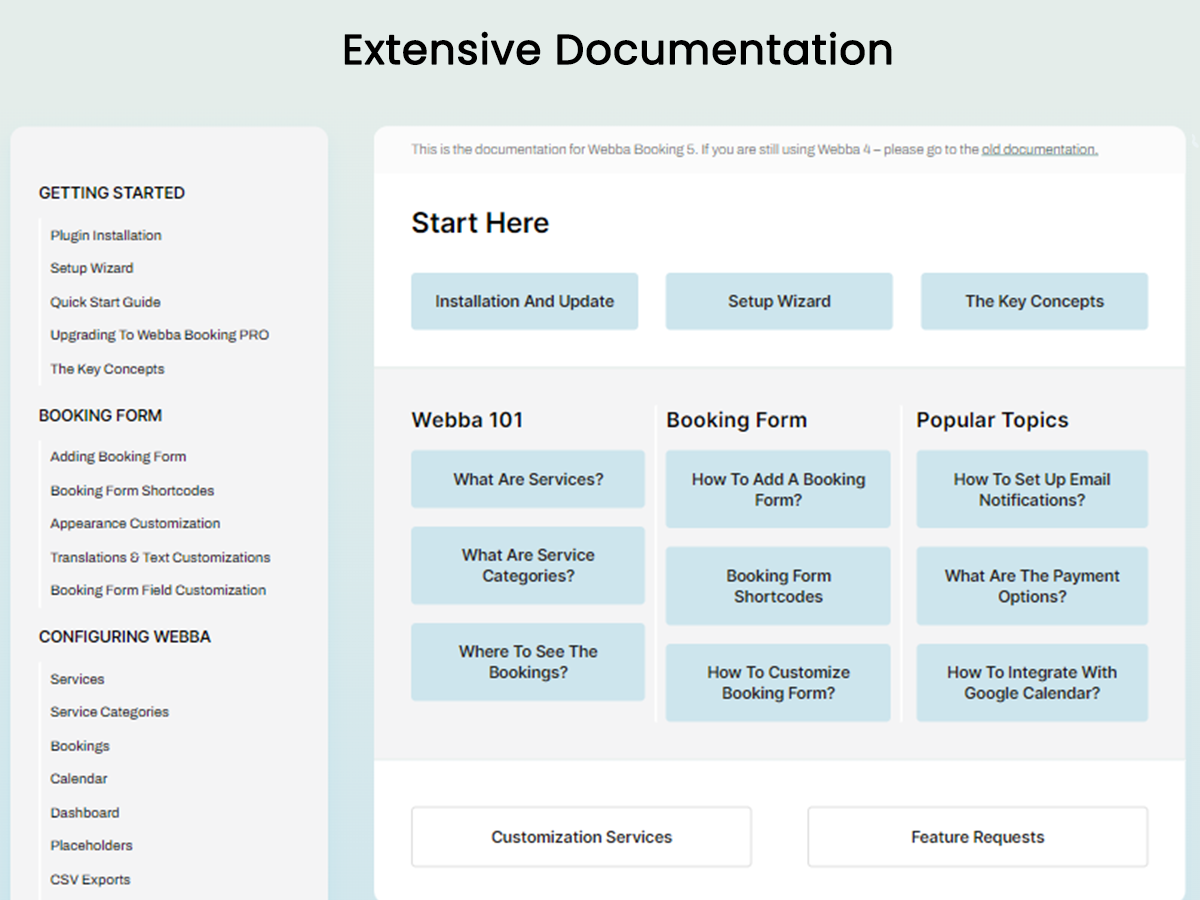 Extensive Documentation
GETTING STARTED
Plugin Installation
Setup Wizard
Quick Start Guide
Upgrading To Webba Booking PRO
The Key Concepts
BOOKING FORM
Adding Booking Form
Booking Form Shortcodes
Appearance Customization
Translations & Text Customizations
Booking Form Field Customization
CONFIGURING WEBBA
Services
Service Categories
Bookings
Calendar
Dashboard
Placeholders
CSV Exports
This is the documentation for Webba Booking 5. If you are still using Webba 4 – please go to the old documentation.
Start Here
Installation And Update
Setup Wizard
The Key Concepts
Webba 101
What Are Services?
What Are Service
Categories?
Where To See The
Bookings?
Booking Form
How To Add A Booking
Form?
Booking Form
Shortcodes
How To Customize
Booking Form?
Popular Topics
How To Set Up Email
Notifications?
What Are The Payment
Options?
How To Integrate With
Google Calendar?
Customization Services
Feature Requests